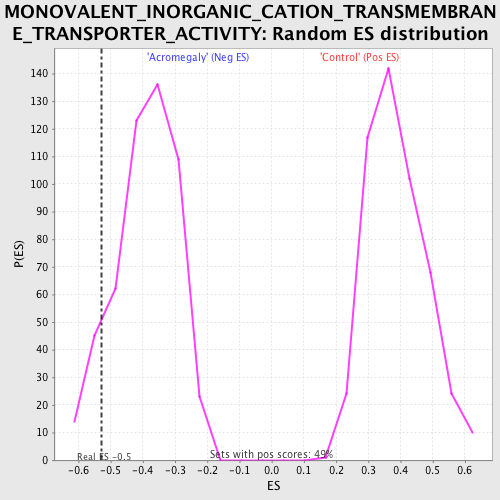 MONOVALENT_INORGANIC_CATION_TRANSMEMBRAN
E_TRANSPORTER_ACTIVITY: Random ES distribution
'Acromegaly' (Neg ES) 'Control' (Pos ES)
140
130
120
110
100
90
80
70
60
50
40
30
20
10
0
P(ES)
Real ES -0.5 Sets with pos scores: 49%
-0.6 -0.5 -0.4 -0.3 -0.2 -0.1 0.0 0.1 0.2 0.3 0.4 0.5 0.6
ES